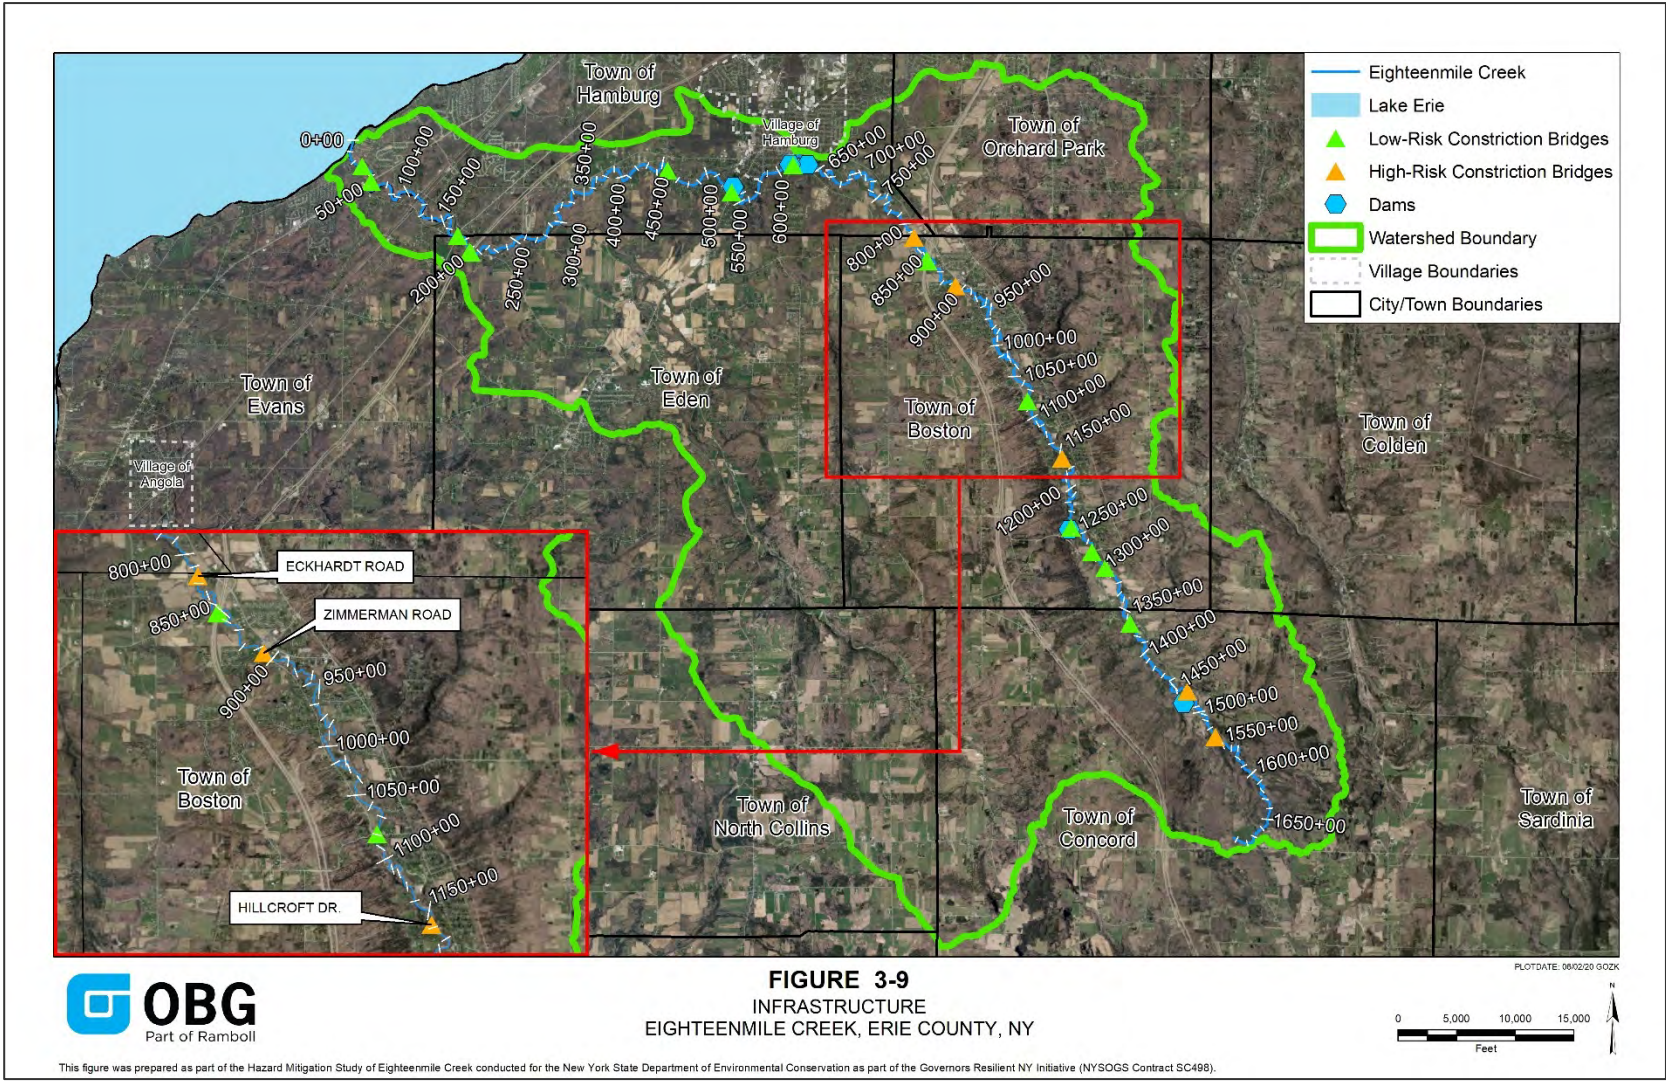 Town of
Hamburg
Village of
Hamburg
Town of
Orchard Park
Eighteenmile Creek
Lake Erie
Low-Risk Constriction Bridges
High-Risk Constriction Bridges
Dams
Watershed Boundary
Village Boundaries
City/Town Boundaries
0+00
50+00
100+00
150+00
200+00
250+00
300+00
350+00
400+00
450+00
500+00
550+00
600+00
650+00
700+00
750+00
800+00
850+00
900+00
950+00
1000+00
1050+00
1100+00
1150+00
1200+00
1250+00
1300+00
1350+00
1400+00
1450+00
1500+00
1550+00
1600+00
1650+00
Town of
Evans
Town of
Eden
Town of
Boston
Town of
Colden
Village of
Angola
Town of
North Collins
Town of
Concord
Town of
Sardinia
800+00
ECKHARDT ROAD
850+00
ZIMMERMAN ROAD
900+00
950+00
1000+00
Town of
Boston
1050+00
1100+00
1150+00
HILLCROFT DR.
OBG
Part of Ramboll
FIGURE 3-9
INFRASTRUCTURE
EIGHTEENMILE CREEK, ERIE COUNTY, NY
PLOTDATE: 06/02/20 GOZK
N
0 5,000 10,000 15,000
Feet
This figure was prepared as part of the Hazard Mitigation Study of Eighteenmile Creek conducted for the New York State Department of Environmental Conservation as part of the Governors Resilient NY Initiative (NYSOGS Contract SC498).